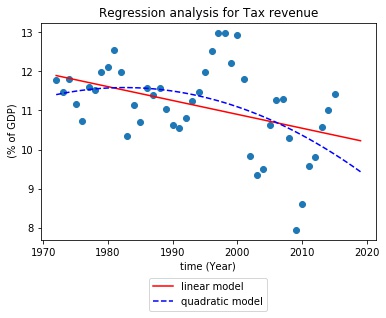 Regression analysis for Tax revenue
13
12
11
10
9
8
(% of GDP)
1970
1980
1990
2000
2010
2020
time (Year)
linear model
quadratic model